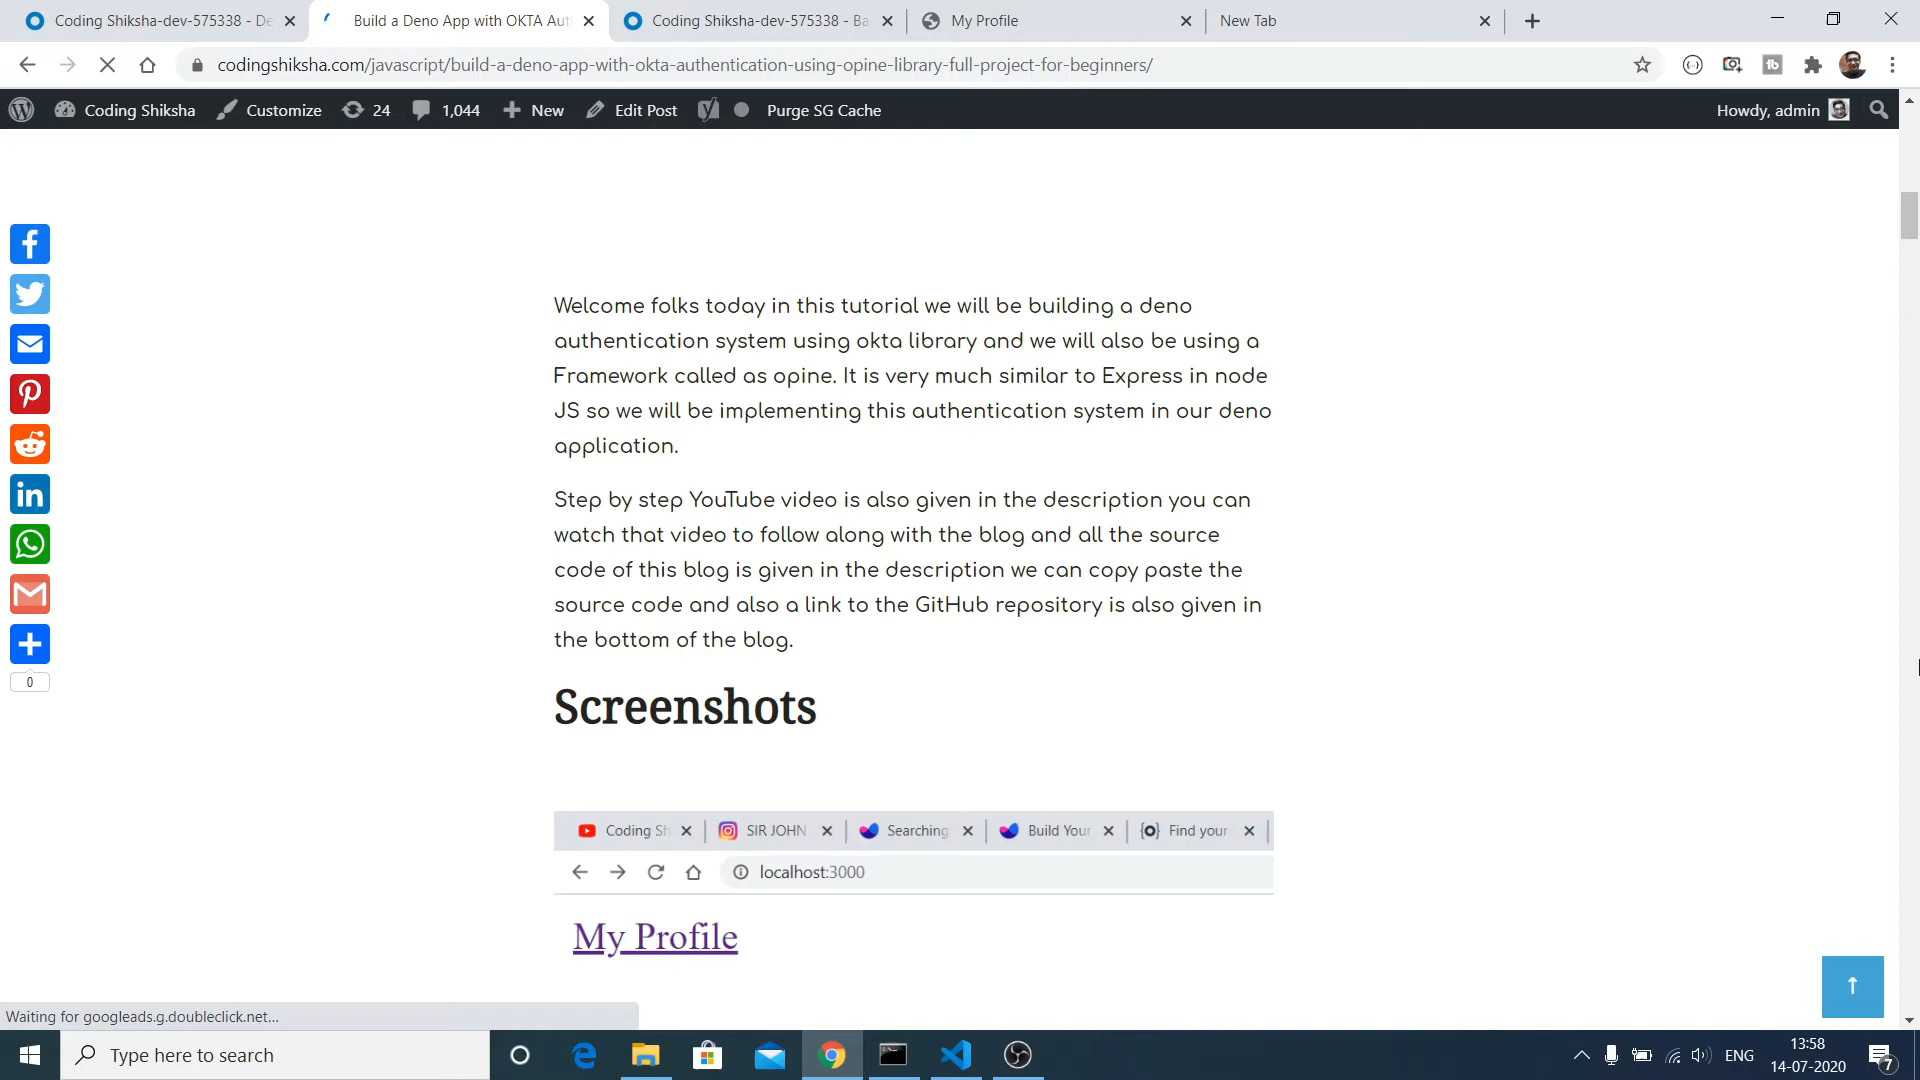 Coding Shiksha-dev-575338 - De
Build a Deno App with OKTA Aut
Coding Shiksha-dev-575338 - Ba
My Profile
New Tab
codingshiksha.com/javascript/build-a-deno-app-with-okta-authentication-using-opine-library-full-project-for-beginners/
Coding Shiksha
Customize
24
1,044
New
Edit Post
Purge SG Cache
Howdy, admin
Welcome folks today in this tutorial we will be building a deno
authentication system using okta library and we will also be using a
Framework called as opine. It is very much similar to Express in node
JS so we will be implementing this authentication system in our deno
application.
Step by step YouTube video is also given in the description you can
watch that video to follow along with the blog and all the source
code of this blog is given in the description we can copy paste the
source code and also a link to the GitHub repository is also given in
the bottom of the blog.
0
Screenshots
Coding Sh
SIR JOHN
Searching
Build Your
Find your
localhost:3000
My Profile
Waiting for googleads.g.doubleclick.net...
Type here to search
ENG
13:58
14-07-2020
7